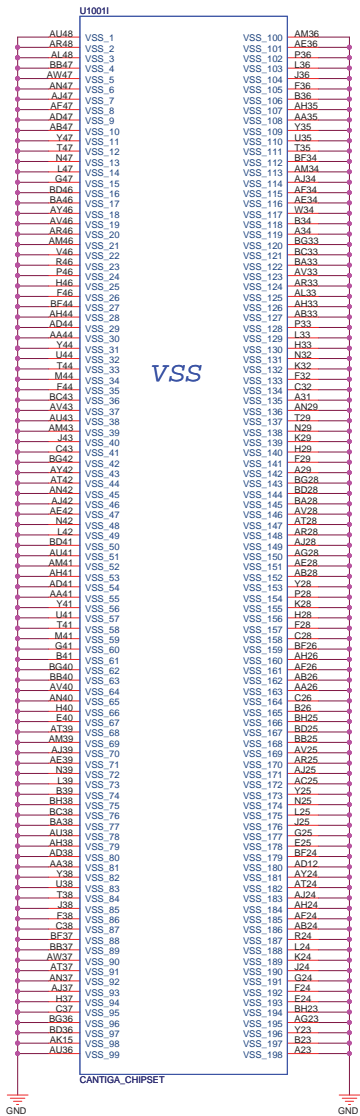 U1001I
AU48 VSS_1 VSS_100 AM36
AR48 VSS_2 VSS_101 AE36
AL48 VSS_3 VSS_102 P36
BB47 VSS_4 VSS_103 L36
AW47 VSS_5 VSS_104 J36
AN47 VSS_6 VSS_105 F36
AJ47 VSS_7 VSS_106 B36
AF47 VSS_8 VSS_107 AH35
AD47 VSS_9 VSS_108 AA35
AB47 VSS_10 VSS_109 Y35
Y47 VSS_11 VSS_110 U35
T47 VSS_12 VSS_111 T35
N47 VSS_13 VSS_112 BF34
L47 VSS_14 VSS_113 AM34
G47 VSS_15 VSS_114 AJ34
BD46 VSS_16 VSS_115 AF34
BA46 VSS_17 VSS_116 AE34
AY46 VSS_18 VSS_117 W34
AV46 VSS_19 VSS_118 B34
AR46 VSS_20 VSS_119 A34
AM46 VSS_21 VSS_120 BG33
V46 VSS_22 VSS_121 BC33
R46 VSS_23 VSS_122 BA33
P46 VSS_24 VSS_123 AV33
H46 VSS_25 VSS_124 AR33
F46 VSS_26 VSS_125 AL33
BF44 VSS_27 VSS_126 AH33
AH44 VSS_28 VSS_127 AB33
AD44 VSS_29 VSS_128 P33
AA44 VSS_30 VSS_129 L33
Y44 VSS_31 VSS_130 H33
U44 VSS_32 VSS_131 N32
T44 VSS_33 VSS_132 K32
VSS
M44 VSS_34 VSS_133 F32
F44 VSS_35 VSS_134 C32
BC43 VSS_36 VSS_135 A31
AV43 VSS_37 VSS_136 AN29
AU43 VSS_38 VSS_137 T29
AM43 VSS_39 VSS_138 N29
J43 VSS_40 VSS_139 K29
C43 VSS_41 VSS_140 H29
BG42 VSS_42 VSS_141 F29
AY42 VSS_43 VSS_142 A29
AT42 VSS_44 VSS_143 BG28
AN42 VSS_45 VSS_144 BD28
AJ42 VSS_46 VSS_145 BA28
AE42 VSS_47 VSS_146 AV28
N42 VSS_48 VSS_147 AT28
L42 VSS_49 VSS_148 AR28
BD41 VSS_50 VSS_149 AJ28
AU41 VSS_51 VSS_150 AG28
AM41 VSS_52 VSS_151 AE28
AH41 VSS_53 VSS_152 AB28
AD41 VSS_54 VSS_153 Y28
AA41 VSS_55 VSS_154 P28
Y41 VSS_56 VSS_155 K28
U41 VSS_57 VSS_156 H28
T41 VSS_58 VSS_157 F28
M41 VSS_59 VSS_158 C28
G41 VSS_60 VSS_159 BF26
B41 VSS_61 VSS_160 AH26
BG40 VSS_62 VSS_161 AF26
BB40 VSS_63 VSS_162 AB26
AV40 VSS_64 VSS_163 AA26
AN40 VSS_65 VSS_164 C26
H40 VSS_66 VSS_165 B26
E40 VSS_67 VSS_166 BH25
AT39 VSS_68 VSS_167 BD25
AM39 VSS_69 VSS_168 BB25
AJ39 VSS_70 VSS_169 AV25
AE39 VSS_71 VSS_170 AR25
N39 VSS_72 VSS_171 AJ25
L39 VSS_73 VSS_172 AC25
B39 VSS_74 VSS_173 Y25
BH38 VSS_75 VSS_174 N25
BC38 VSS_76 VSS_175 L25
BA38 VSS_77 VSS_176 J25
AU38 VSS_78 VSS_177 G25
AH38 VSS_79 VSS_178 E25
AD38 VSS_80 VSS_179 BF24
AA38 VSS_81 VSS_180 AD12
Y38 VSS_82 VSS_181 AY24
U38 VSS_83 VSS_182 AT24
T38 VSS_84 VSS_183 AJ24
J38 VSS_85 VSS_184 AH24
F38 VSS_86 VSS_185 AF24
C38 VSS_87 VSS_186 AB24
BF37 VSS_88 VSS_187 R24
BB37 VSS_89 VSS_188 L24
AW37 VSS_90 VSS_189 K24
AT37 VSS_91 VSS_190 J24
AN37 VSS_92 VSS_191 G24
AJ37 VSS_93 VSS_192 F24
H37 VSS_94 VSS_193 E24
C37 VSS_95 VSS_194 BH23
BG36 VSS_96 VSS_195 AG23
BD36 VSS_97 VSS_196 Y23
AK15 VSS_98 VSS_197 B23
AU36 VSS_99 VSS_198 A23
CANTIGA_CHIPSET
GND GND